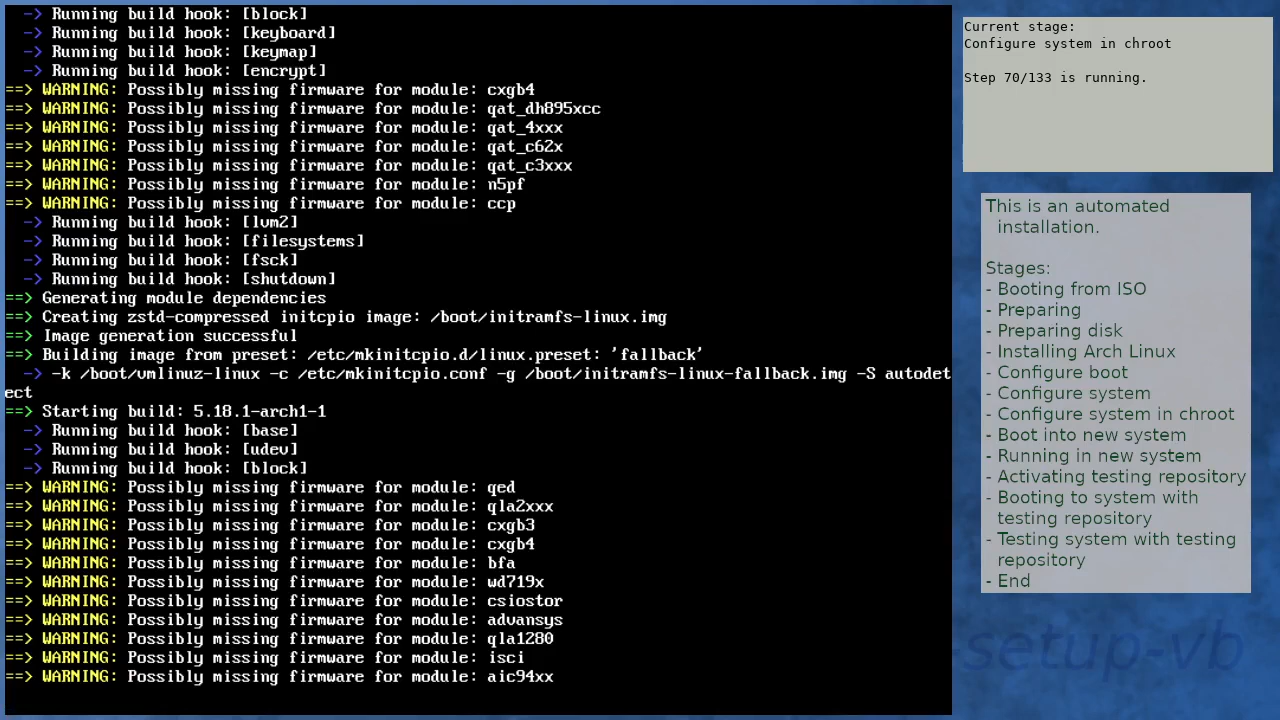 -> Running build hook: [block]
-> Running build hook: [keyboard]
-> Running build hook: [keymap]
-> Running build hook: [encrypt]
==> WARNING: Possibly missing firmware for module: cxgb4
==> WARNING: Possibly missing firmware for module: qat_dh895xcc
==> WARNING: Possibly missing firmware for module: qat_4xxx
==> WARNING: Possibly missing firmware for module: qat_c62x
==> WARNING: Possibly missing firmware for module: qat_c3xxx
==> WARNING: Possibly missing firmware for module: n5pf
==> WARNING: Possibly missing firmware for module: ccp
-> Running build hook: [lvm2]
-> Running build hook: [filesystems]
-> Running build hook: [fsck]
-> Running build hook: [shutdown]
==> Generating module dependencies
==> Creating zstd-compressed initcpio image: /boot/initramfs-linux.img
==> Image generation successful
==> Building image from preset: /etc/mkinitcpio.d/linux.preset: 'fallback'
-> -k /boot/vmlinuz-linux -c /etc/mkinitcpio.conf -g /boot/initramfs-linux-fallback.img -S autodet
ect
==> Starting build: 5.18.1-arch1-1
-> Running build hook: [base]
-> Running build hook: [udev]
-> Running build hook: [block]
==> WARNING: Possibly missing firmware for module: qed
==> WARNING: Possibly missing firmware for module: qla2xxx
==> WARNING: Possibly missing firmware for module: cxgb3
==> WARNING: Possibly missing firmware for module: cxgb4
==> WARNING: Possibly missing firmware for module: bfa
==> WARNING: Possibly missing firmware for module: wd719x
==> WARNING: Possibly missing firmware for module: csiostor
==> WARNING: Possibly missing firmware for module: advansys
==> WARNING: Possibly missing firmware for module: qla1280
==> WARNING: Possibly missing firmware for module: isci
==> WARNING: Possibly missing firmware for module: aic94xx
Current stage:
Configure system in chroot
Step 70/133 is running.
This is an automated
installation.
Stages:
- Booting from ISO
- Preparing
- Preparing disk
- Installing Arch Linux
- Configure boot
- Configure system
- Configure system in chroot
- Boot into new system
- Running in new system
- Activating testing repository
- Booting to system with
testing repository
- Testing system with testing
repository
- End
-setup-vb